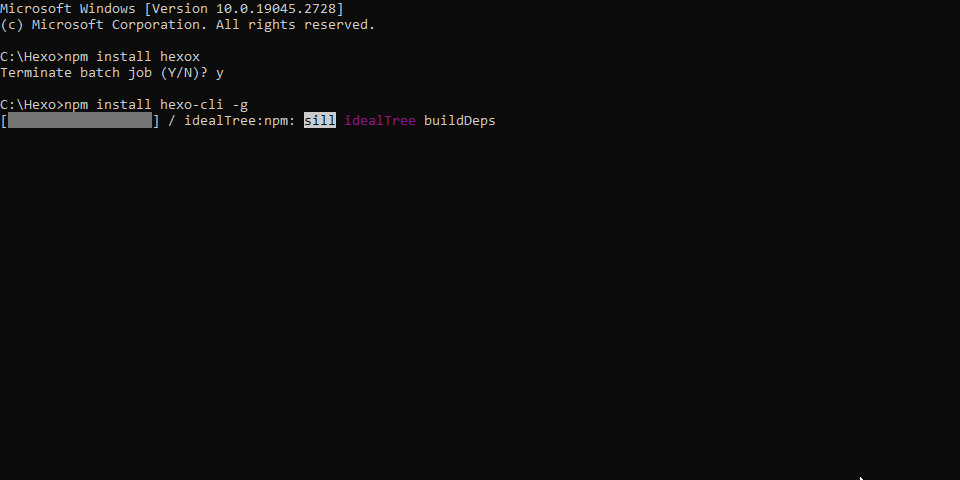 Microsoft Windows [Version 10.0.19045.2728]
(c) Microsoft Corporation. All rights reserved.
C:\Hexo>npm install hexox
Terminate batch job (Y/N)? y
C:\Hexo>npm install hexo-cli -g
[                  ] / idealTree:npm: sill idealTree buildDeps